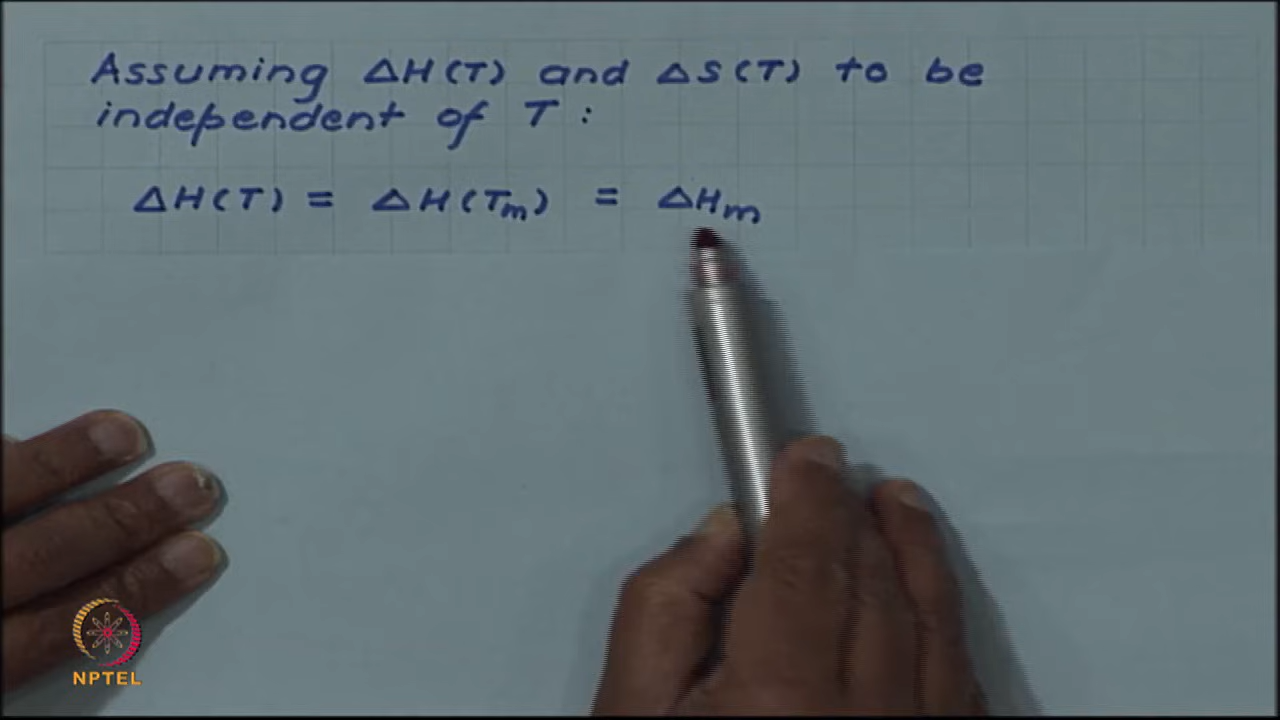 Assuming ΔH(T) and ΔS(T) to be
independent of T :
ΔH(T) = ΔH(Tₘ) = ΔHₘ
NPTEL